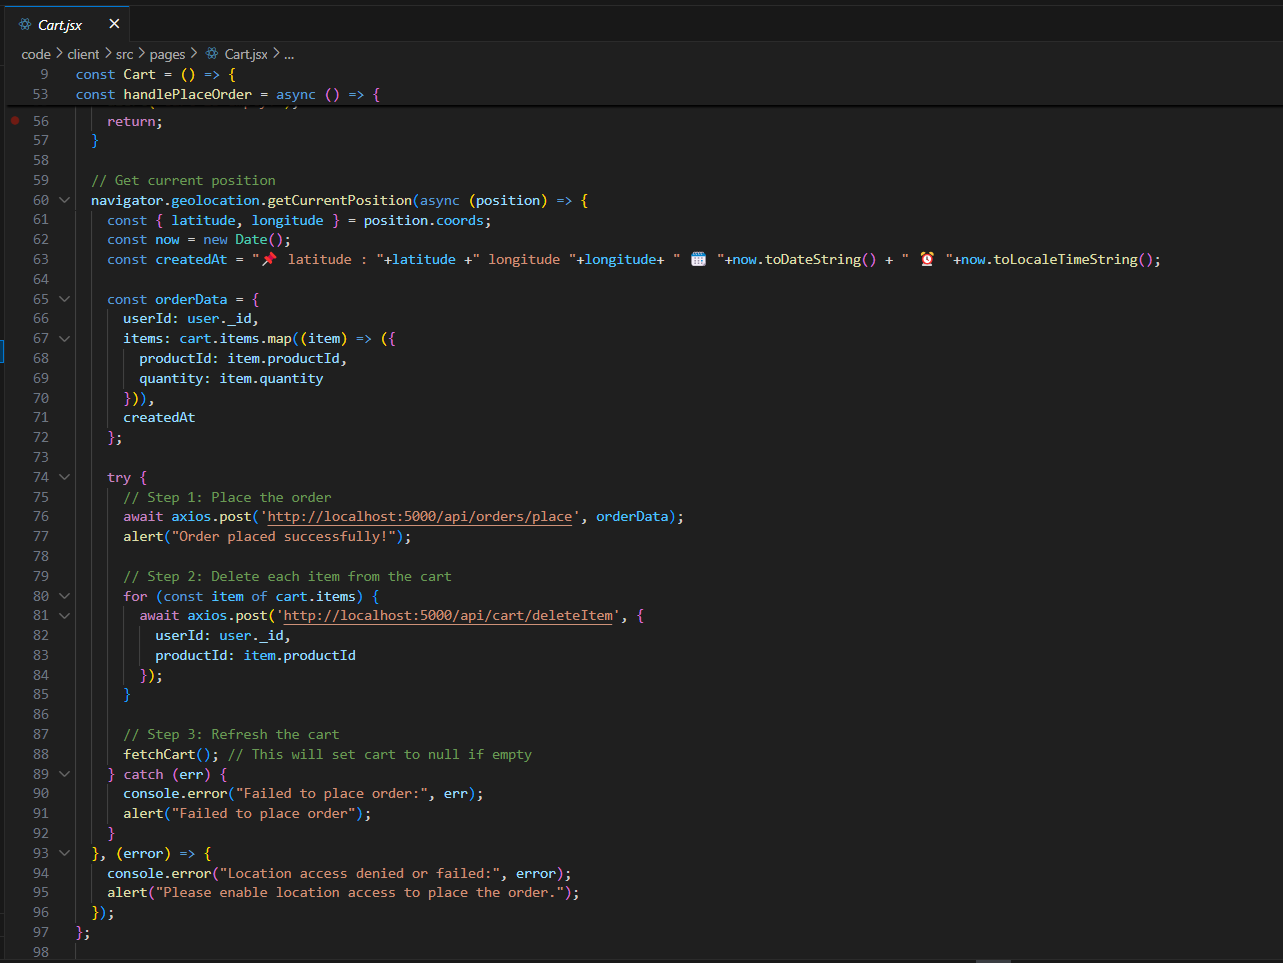 Cart.jsx
code > client > src > pages > Cart.jsx > ...
9 const Cart = () => {
53 const handlePlaceOrder = async () => {
56 return;
57 }
58
59 // Get current position
60 navigator.geolocation.getCurrentPosition(async (position) => {
61 const { latitude, longitude } = position.coords;
62 const now = new Date();
63 const createdAt = "📌 latitude : "+latitude +" longitude "+longitude+ " 🗓️ "+now.toDateString() + " ⏰ "+now.toLocaleTimeString();
64
65 const orderData = {
66 userId: user._id,
67 items: cart.items.map((item) => ({
68 productId: item.productId,
69 quantity: item.quantity
70 })),
71 createdAt
72 };
73
74 try {
75 // Step 1: Place the order
76 await axios.post('http://localhost:5000/api/orders/place', orderData);
77 alert("Order placed successfully!");
78
79 // Step 2: Delete each item from the cart
80 for (const item of cart.items) {
81 await axios.post('http://localhost:5000/api/cart/deleteItem', {
82 userId: user._id,
83 productId: item.productId
84 });
85 }
86
87 // Step 3: Refresh the cart
88 fetchCart(); // This will set cart to null if empty
89 } catch (err) {
90 console.error("Failed to place order:", err);
91 alert("Failed to place order");
92 }
93 }, (error) => {
94 console.error("Location access denied or failed:", error);
95 alert("Please enable location access to place the order.");
96 });
97 };
98